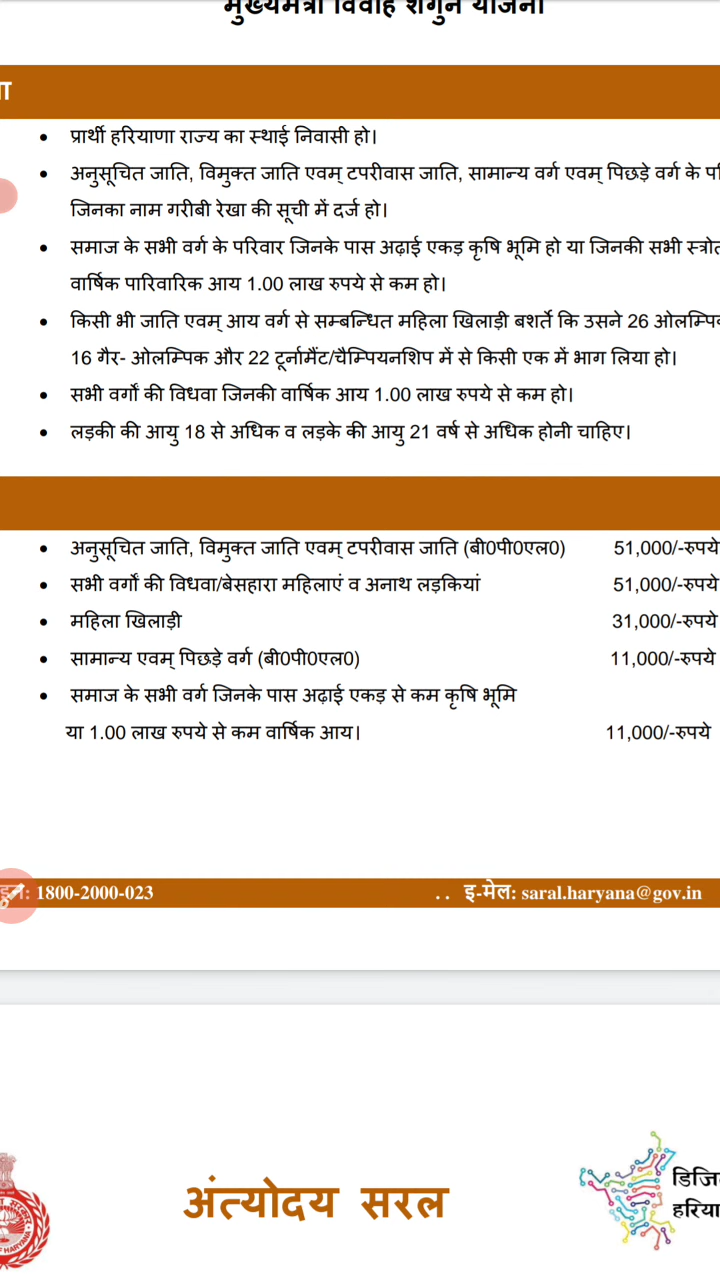 मुख्यमंत्री विवाह शगुन योजना
प्रार्थी हरियाणा राज्य का स्थाई निवासी हो।
अनुसूचित जाति, विमुक्त जाति एवम् टपरीवास जाति, सामान्य वर्ग एवम् पिछड़े वर्ग के
जिनका नाम गरीबी रेखा की सूची में दर्ज हो।
समाज के सभी वर्ग के परिवार जिनके पास अढ़ाई एकड़ कृषि भूमि हो या जिनकी सभी
वार्षिक पारिवारिक आय 1.00 लाख रुपये से कम हो।
किसी भी जाति एवम् आय वर्ग से सम्बन्धित महिला खिलाड़ी बशर्ते कि उसने 26
16 गैर- ओलम्पिक और 22 टूर्नामैंट/चैम्पियनशिप में से किसी एक में भाग लिया हो।
सभी वर्गों की विधवा जिनकी वार्षिक आय 1.00 लाख रुपये से कम हो।
लड़की की आयु 18 से अधिक व लड़के की आयु 21 वर्ष से अधिक होनी चाहिए।
अनुसूचित जाति, विमुक्त जाति एवम् टपरीवास जाति (बी0पी0एल0) 51,000/-रुपये
सभी वर्गों की विधवा/बेसहारा महिलाएं व अनाथ लड़कियां 51,000/-रुपये
महिला खिलाड़ी 31,000/-रुपये
सामान्य एवम् पिछड़े वर्ग (बी0पी0एल0) 11,000/-रुपये
समाज के सभी वर्ग जिनके पास अढ़ाई एकड़ से कम कृषि भूमि
या 1.00 लाख रुपये से कम वार्षिक आय। 11,000/-रुपये
1800-2000-023 .. इ-मेल: saral.haryana@gov.in
अंत्योदय सरल